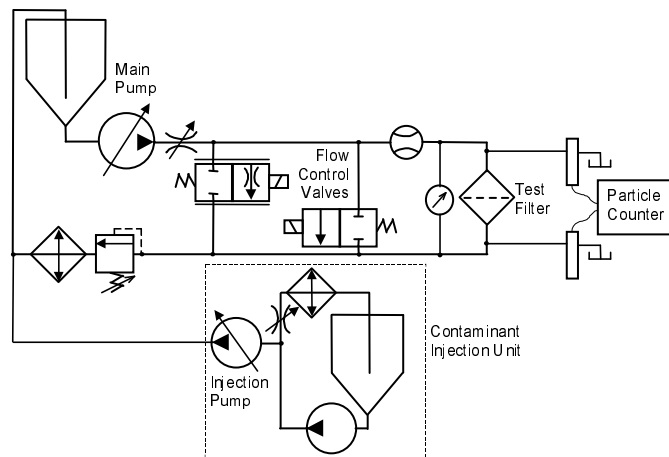 Main
Pump
Flow
Control
Valves
Test
Filter
Particle
Counter
Contaminant
Injection Unit
Injection
Pump